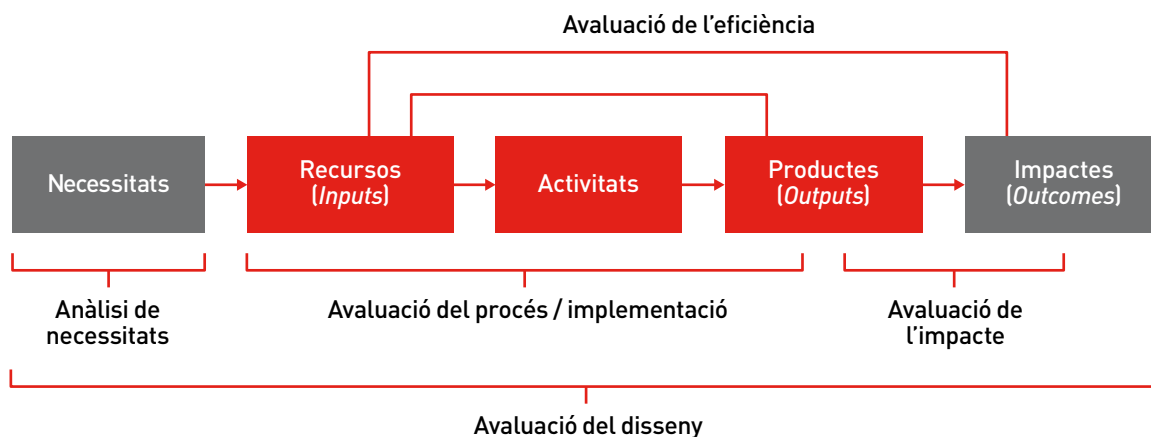 Avaluació de l’eficiència
Necessitats
Recursos
(Inputs)
Activitats
Productes
(Outputs)
Impactes
(Outcomes)
Anàlisi de
necessitats
Avaluació del procés / implementació
Avaluació de
l’impacte
Avaluació del disseny